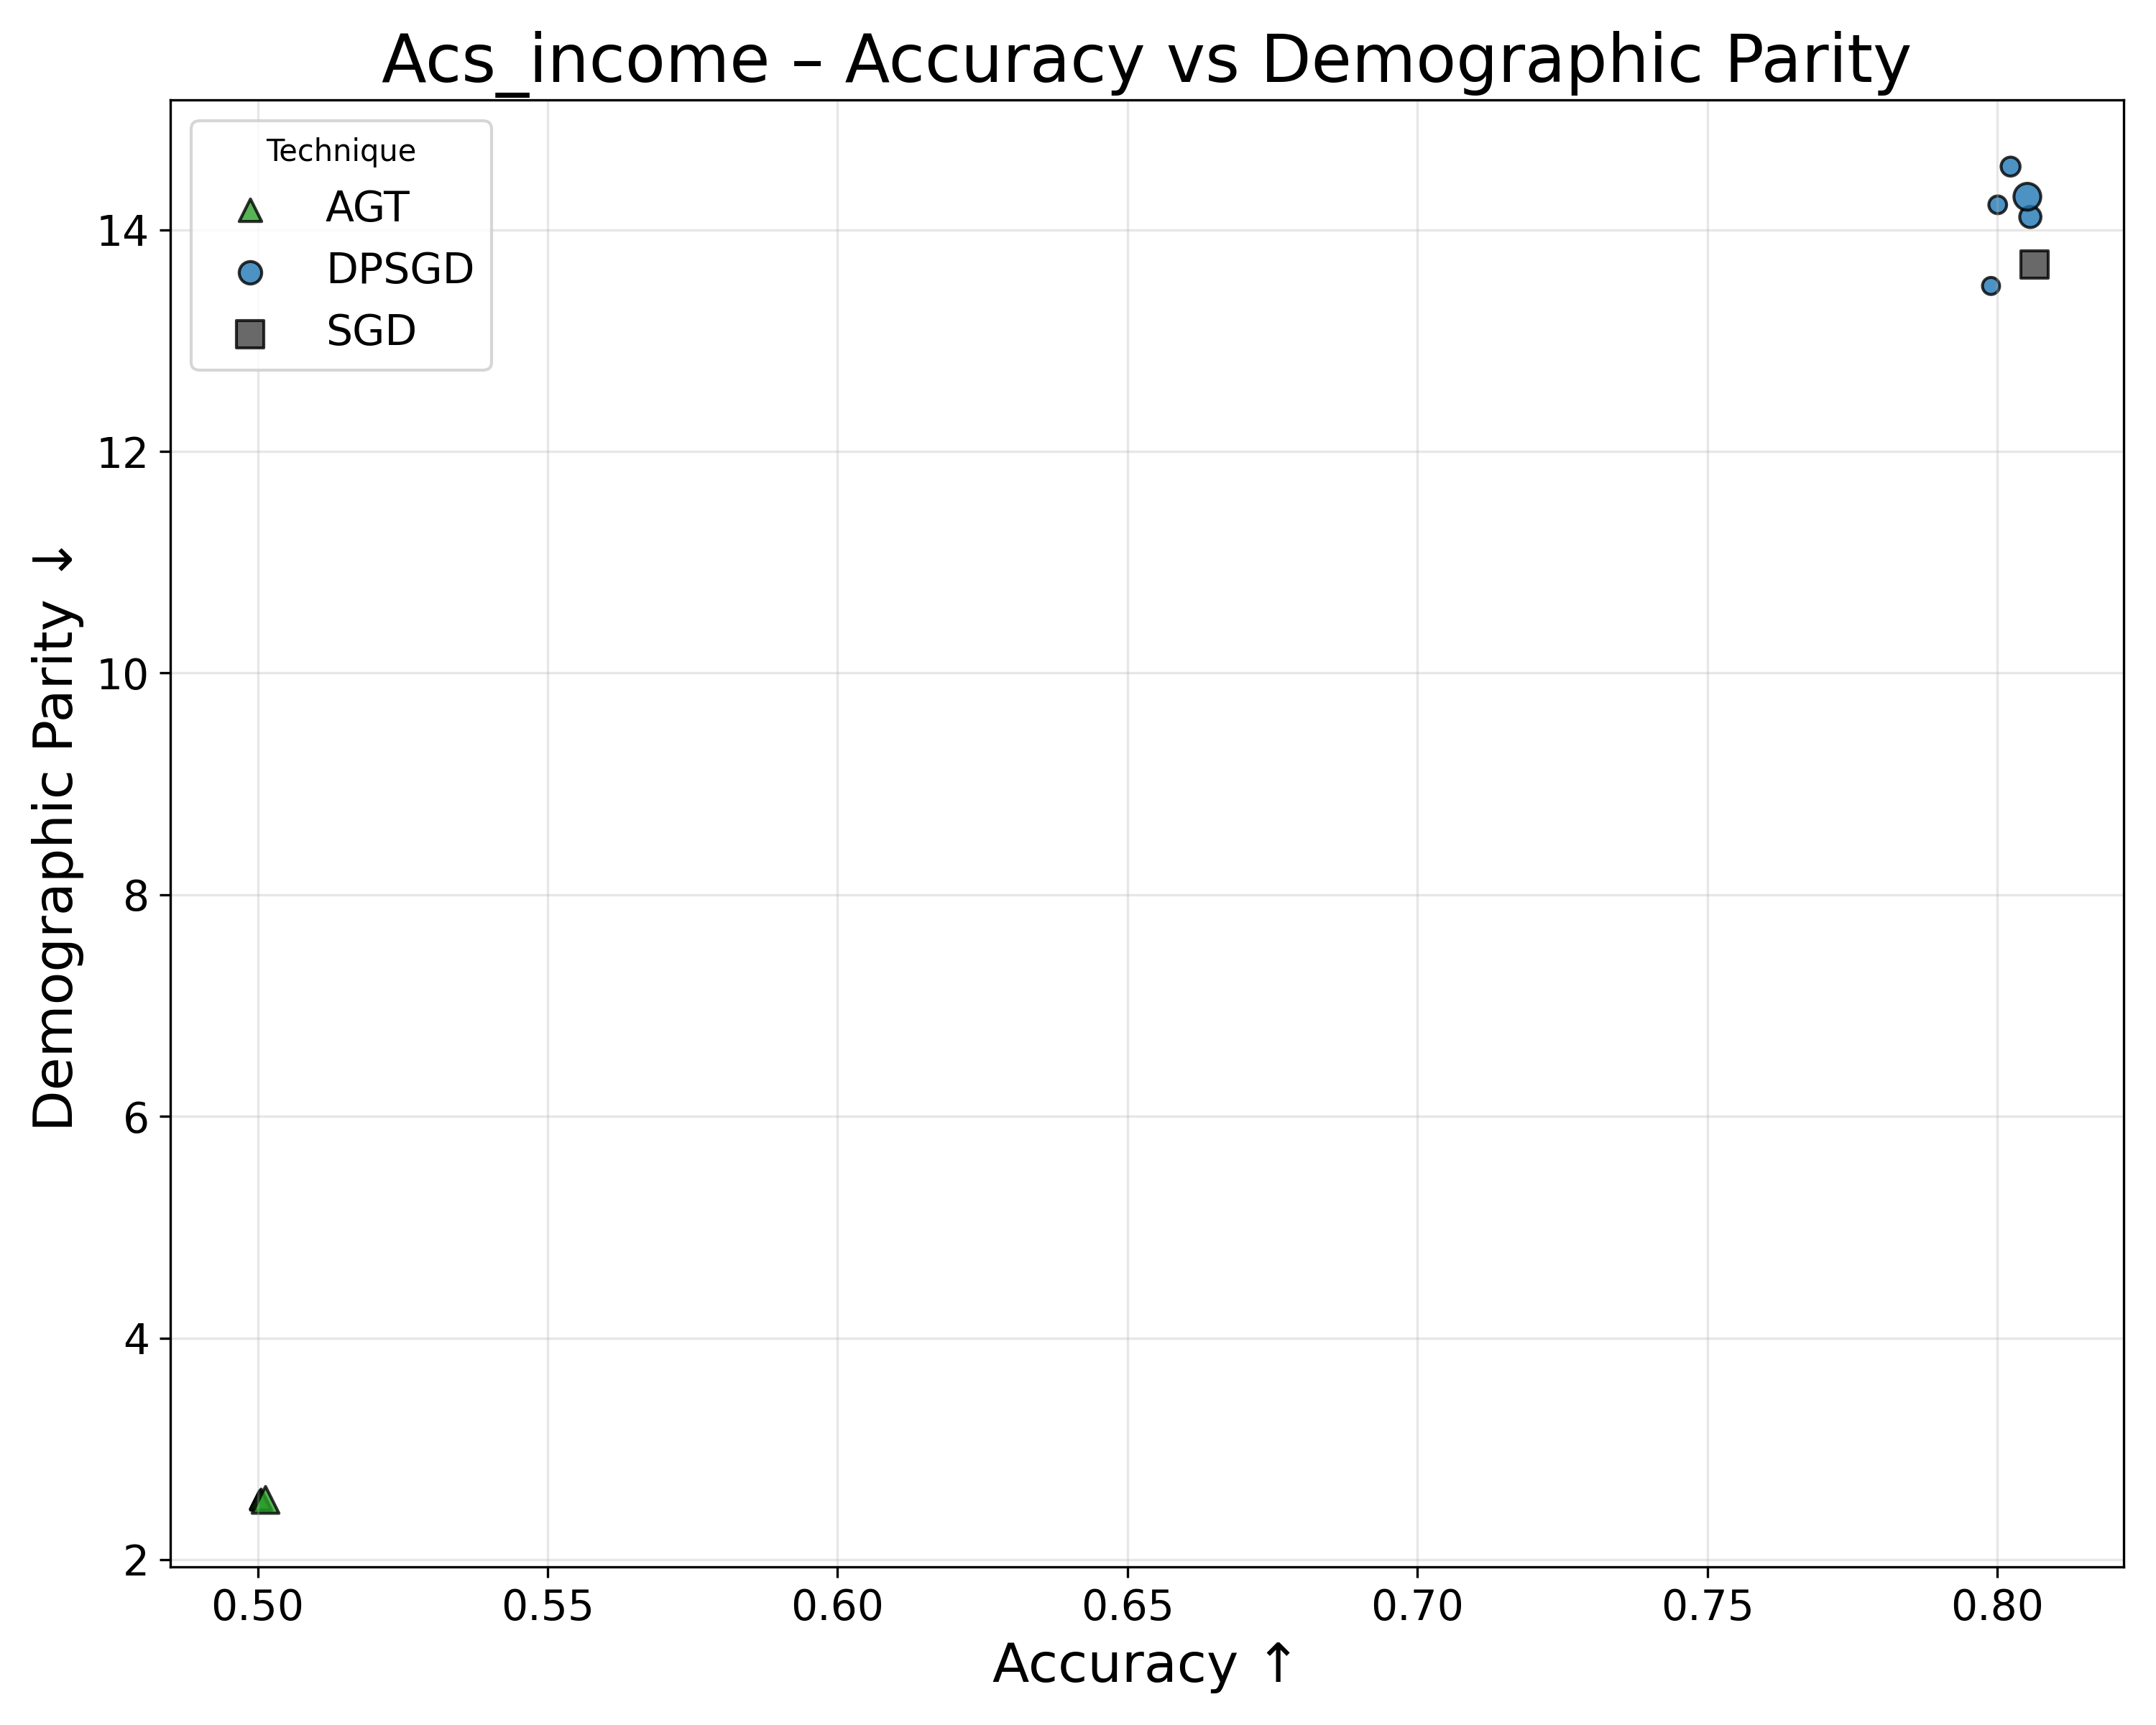 Acs_income – Accuracy vs Demographic Parity
Technique
AGT
DPSGD
SGD
14
12
10
8
6
4
2
Demographic Parity ↓
0.50 0.55 0.60 0.65 0.70 0.75 0.80
Accuracy ↑